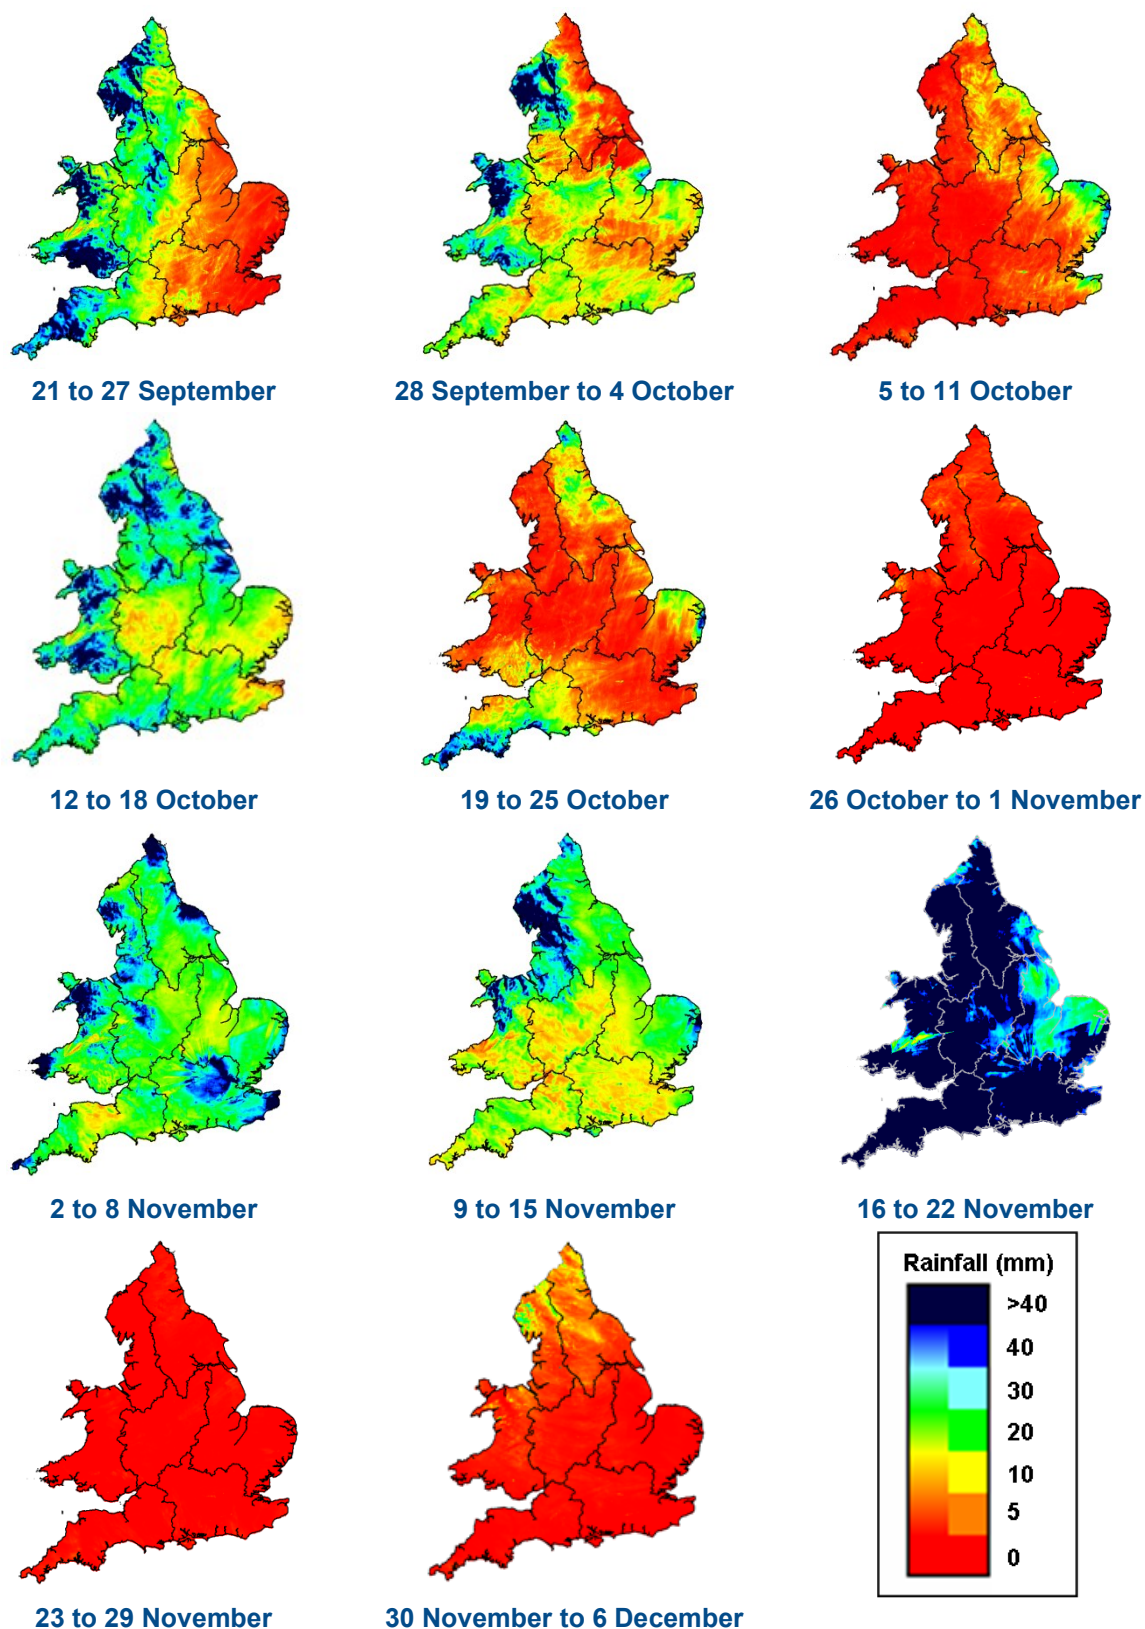 21 to 27 September
28 September to 4 October
5 to 11 October
12 to 18 October
19 to 25 October
26 October to 1 November
2 to 8 November
9 to 15 November
16 to 22 November
23 to 29 November
30 November to 6 December
Rainfall (mm)
>40
40
30
20
10
5
0